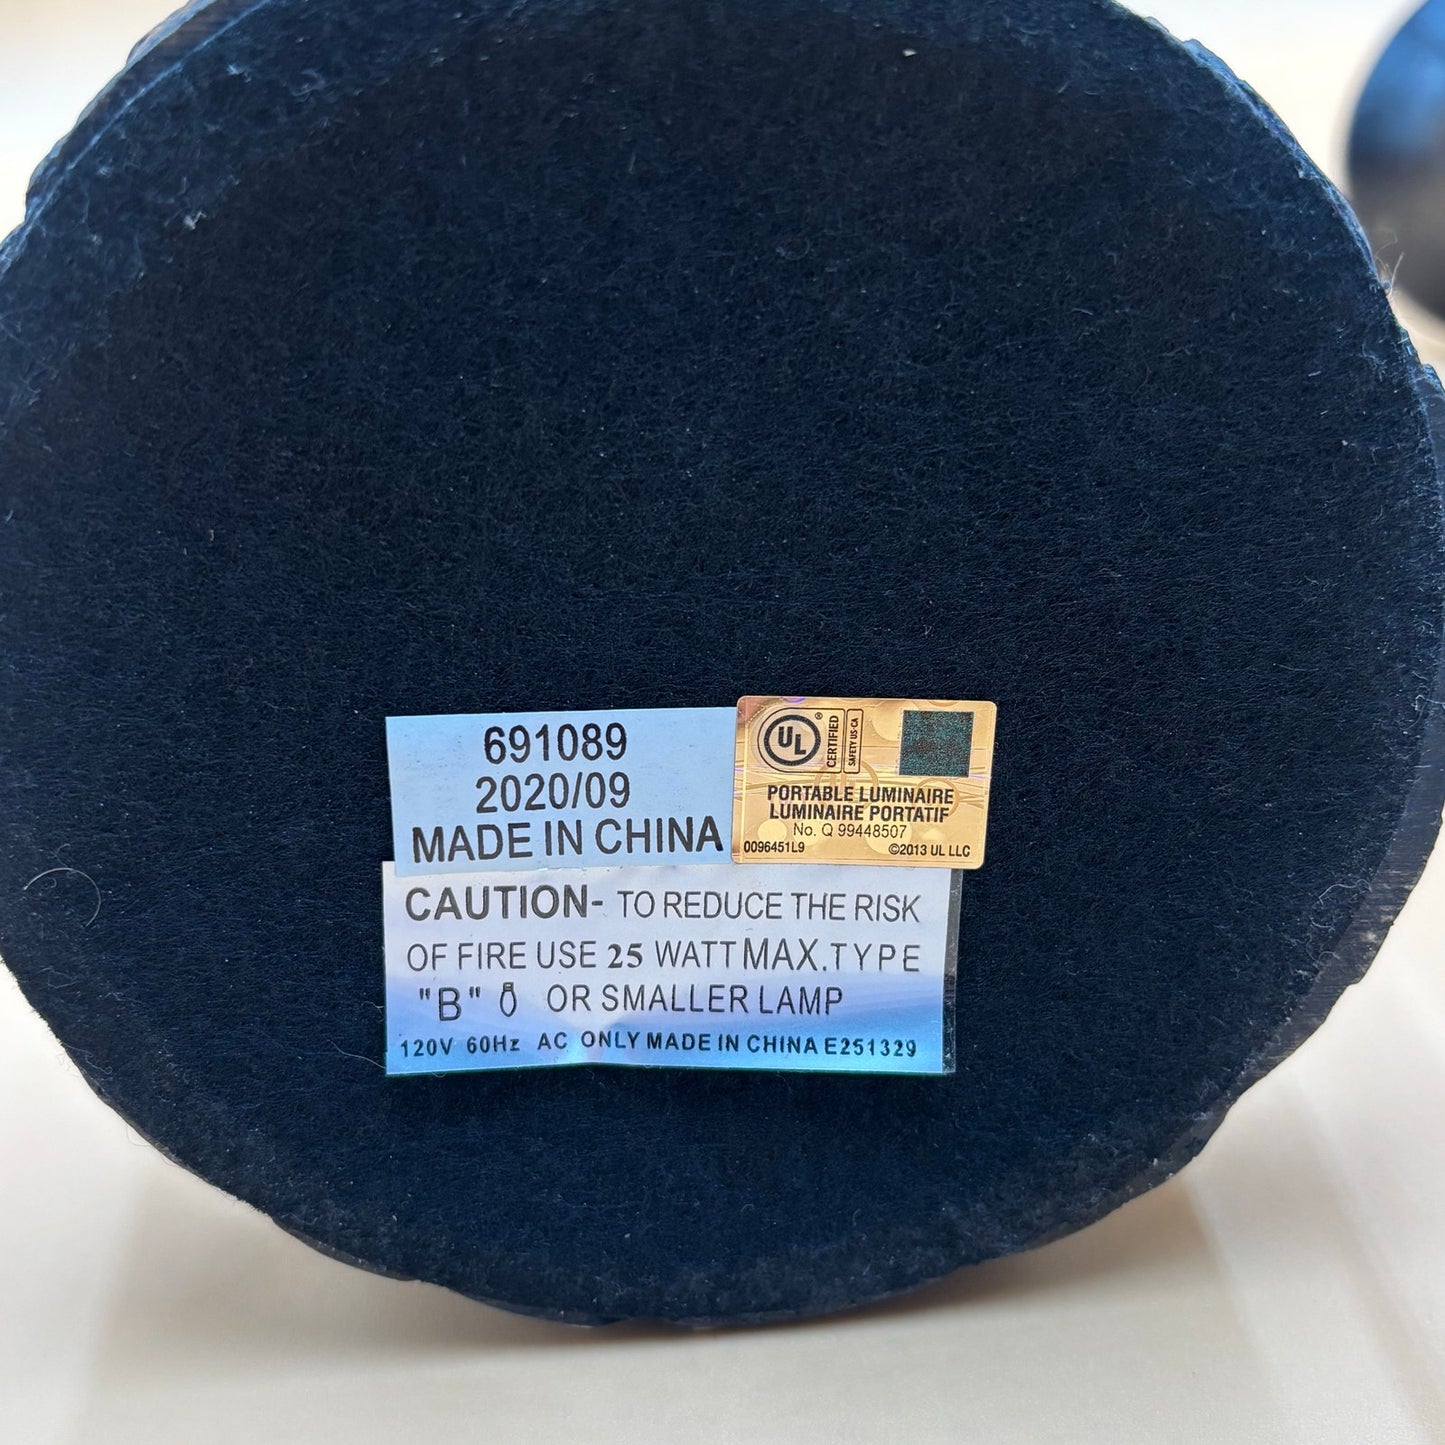 691089
2020/09
MADE IN CHINA
UL ® CERTIFIED SAFETY US-CA
PORTABLE LUMINAIRE
LUMINAIRE PORTATIF
No. Q 99448507
0096451L9 ©2013 UL LLC
CAUTION- TO REDUCE THE RISK
OF FIRE USE 25 WATT MAX. TYPE
"B" OR SMALLER LAMP
120V 60Hz AC ONLY MADE IN CHINA E251329